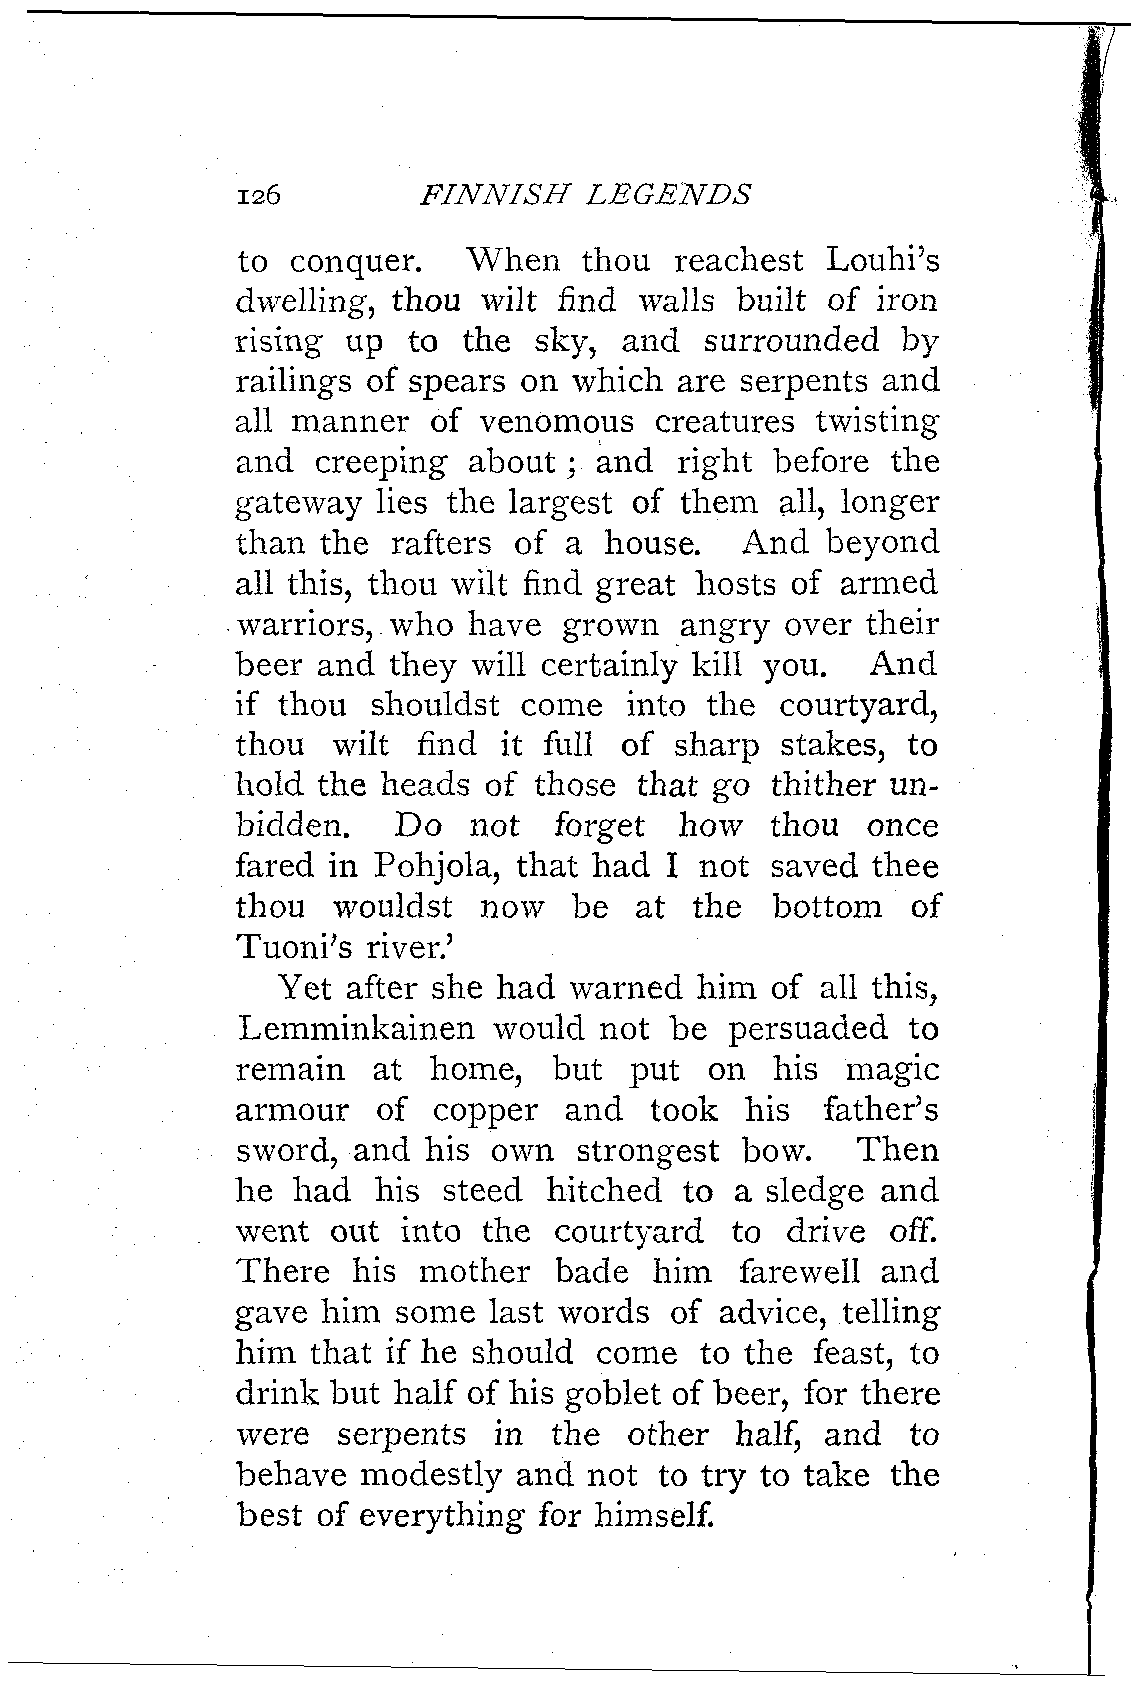 126 FINNISH LEGENDS
to conquer. When thou reachest Louhi's
dwelling, thou wilt find walls built of iron
rising up to the sky, and surrounded by
railings of spears on which are serpents and
all manner of venomous creatures twisting
and creeping about ; and right before the
gateway lies the largest of them all, longer
than the rafters of a house. And beyond
all this, thou wilt find great hosts of armed
warriors, who have grown angry over their
beer and they will certainly kill you. And
if thou shouldst come into the courtyard,
thou wilt find it full of sharp stakes, to
hold the heads of those that go thither un-
bidden. Do not forget how thou once
fared in Pohjola, that had I not saved thee
thou wouldst now be at the bottom of
Tuoni's river.'
Yet after she had warned him of all this,
Lemminkainen would not be persuaded to
remain at home, but put on his magic
armour of copper and took his father's
sword, and his own strongest bow. Then
he had his steed hitched to a sledge and
went out into the courtyard to drive off.
There his mother bade him farewell and
gave him some last words of advice, telling
him that if he should come to the feast, to
drink but half of his goblet of beer, for there
were serpents in the other half, and to
behave modestly and not to try to take the
best of everything for himself.